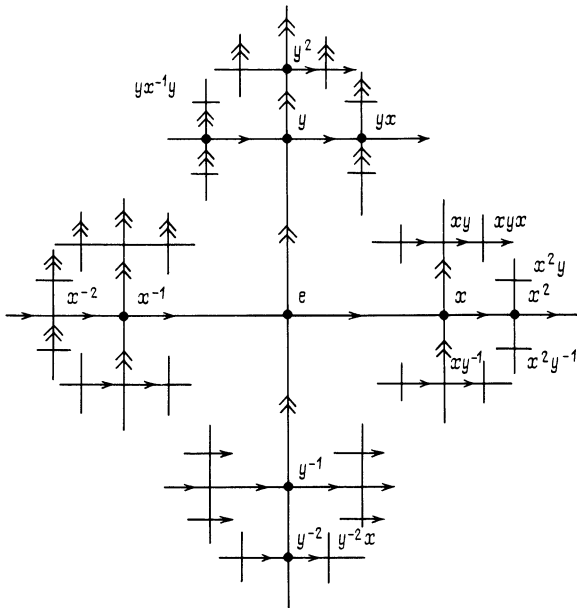 y²
yx⁻¹y
y
yx
xy
xyx
x²y
x⁻²
x⁻¹
e
x
x²
xy⁻¹
x²y⁻¹
y⁻¹
y⁻²
y⁻²x